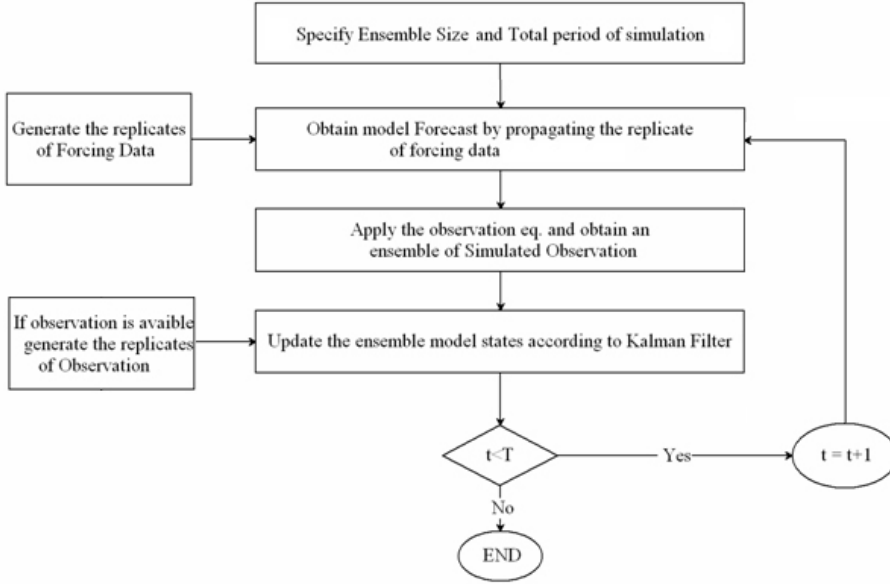 Specify Ensemble Size and Total period of simulation
Generate the replicates
of Forcing Data
Obtain model Forecast by propagating the replicate
of forcing data
Apply the observation eq. and obtain an
ensemble of Simulated Observation
If observation is avaible
generate the replicates
of Observation
Update the ensemble model states according to Kalman Filter
t<T
Yes
t = t+1
No
END